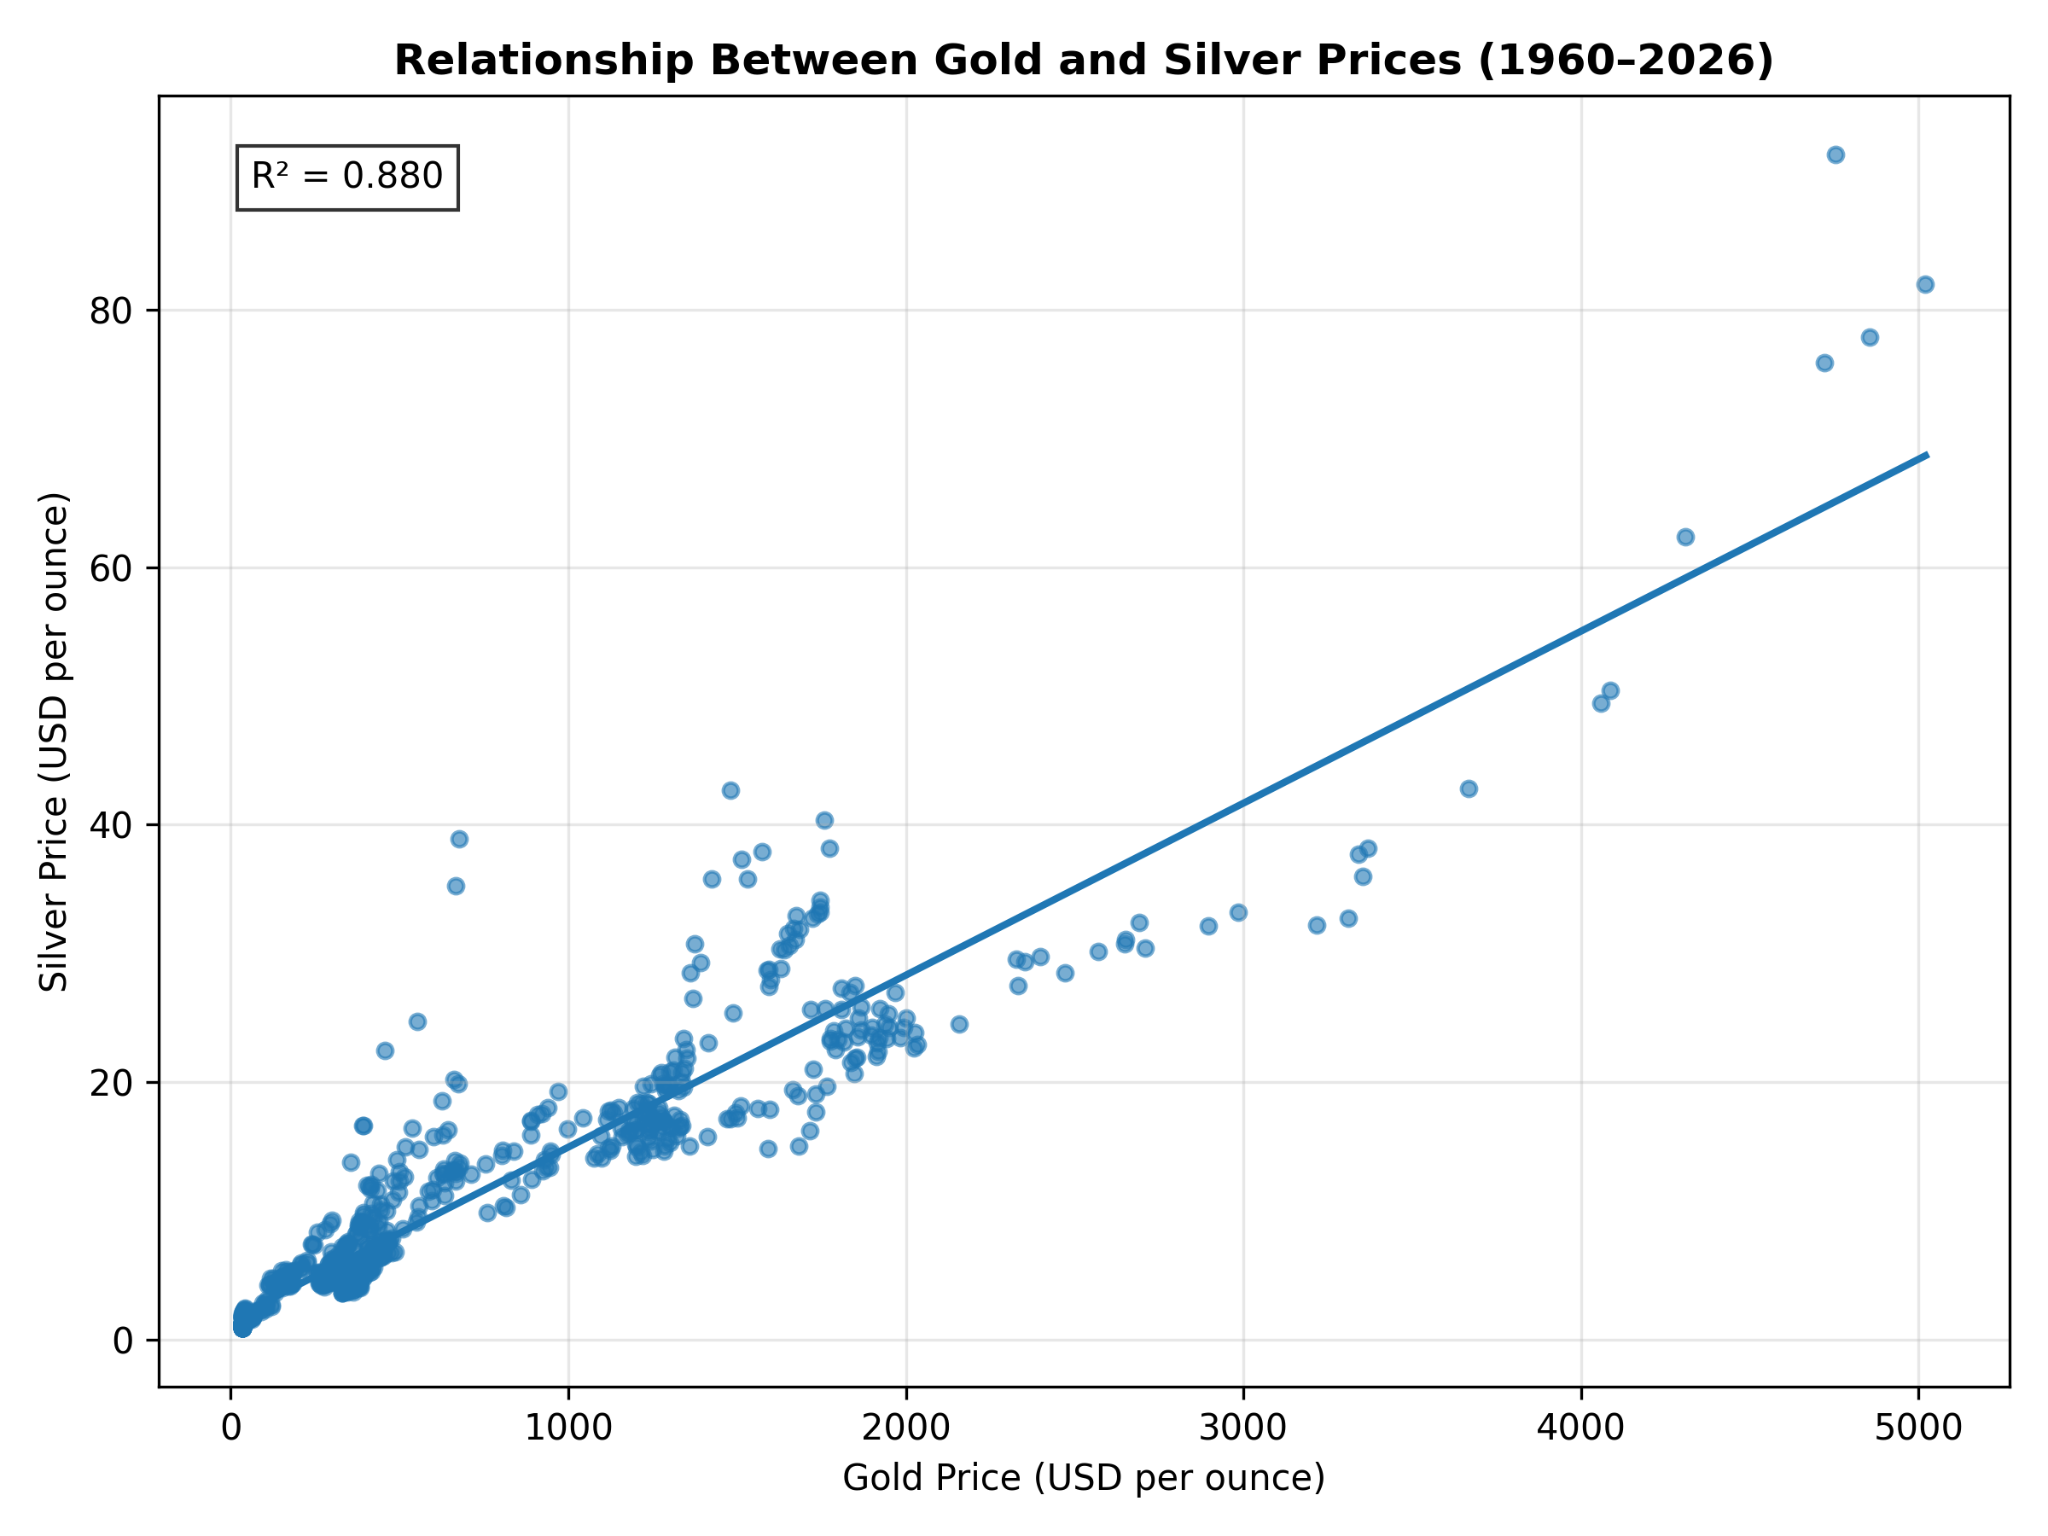 Relationship Between Gold and Silver Prices (1960–2026)
R² = 0.880
Silver Price (USD per ounce)
80
60
40
20
0
0 1000 2000 3000 4000 5000
Gold Price (USD per ounce)